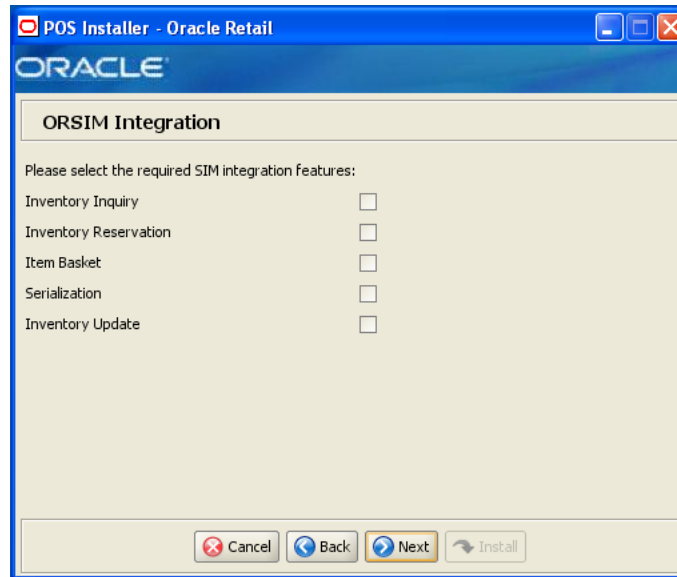 POS Installer - Oracle Retail
ORACLE
ORSIM Integration
Please select the required SIM integration features:
Inventory Inquiry
Inventory Reservation
Item Basket
Serialization
Inventory Update
Cancel
Back
Next
Install